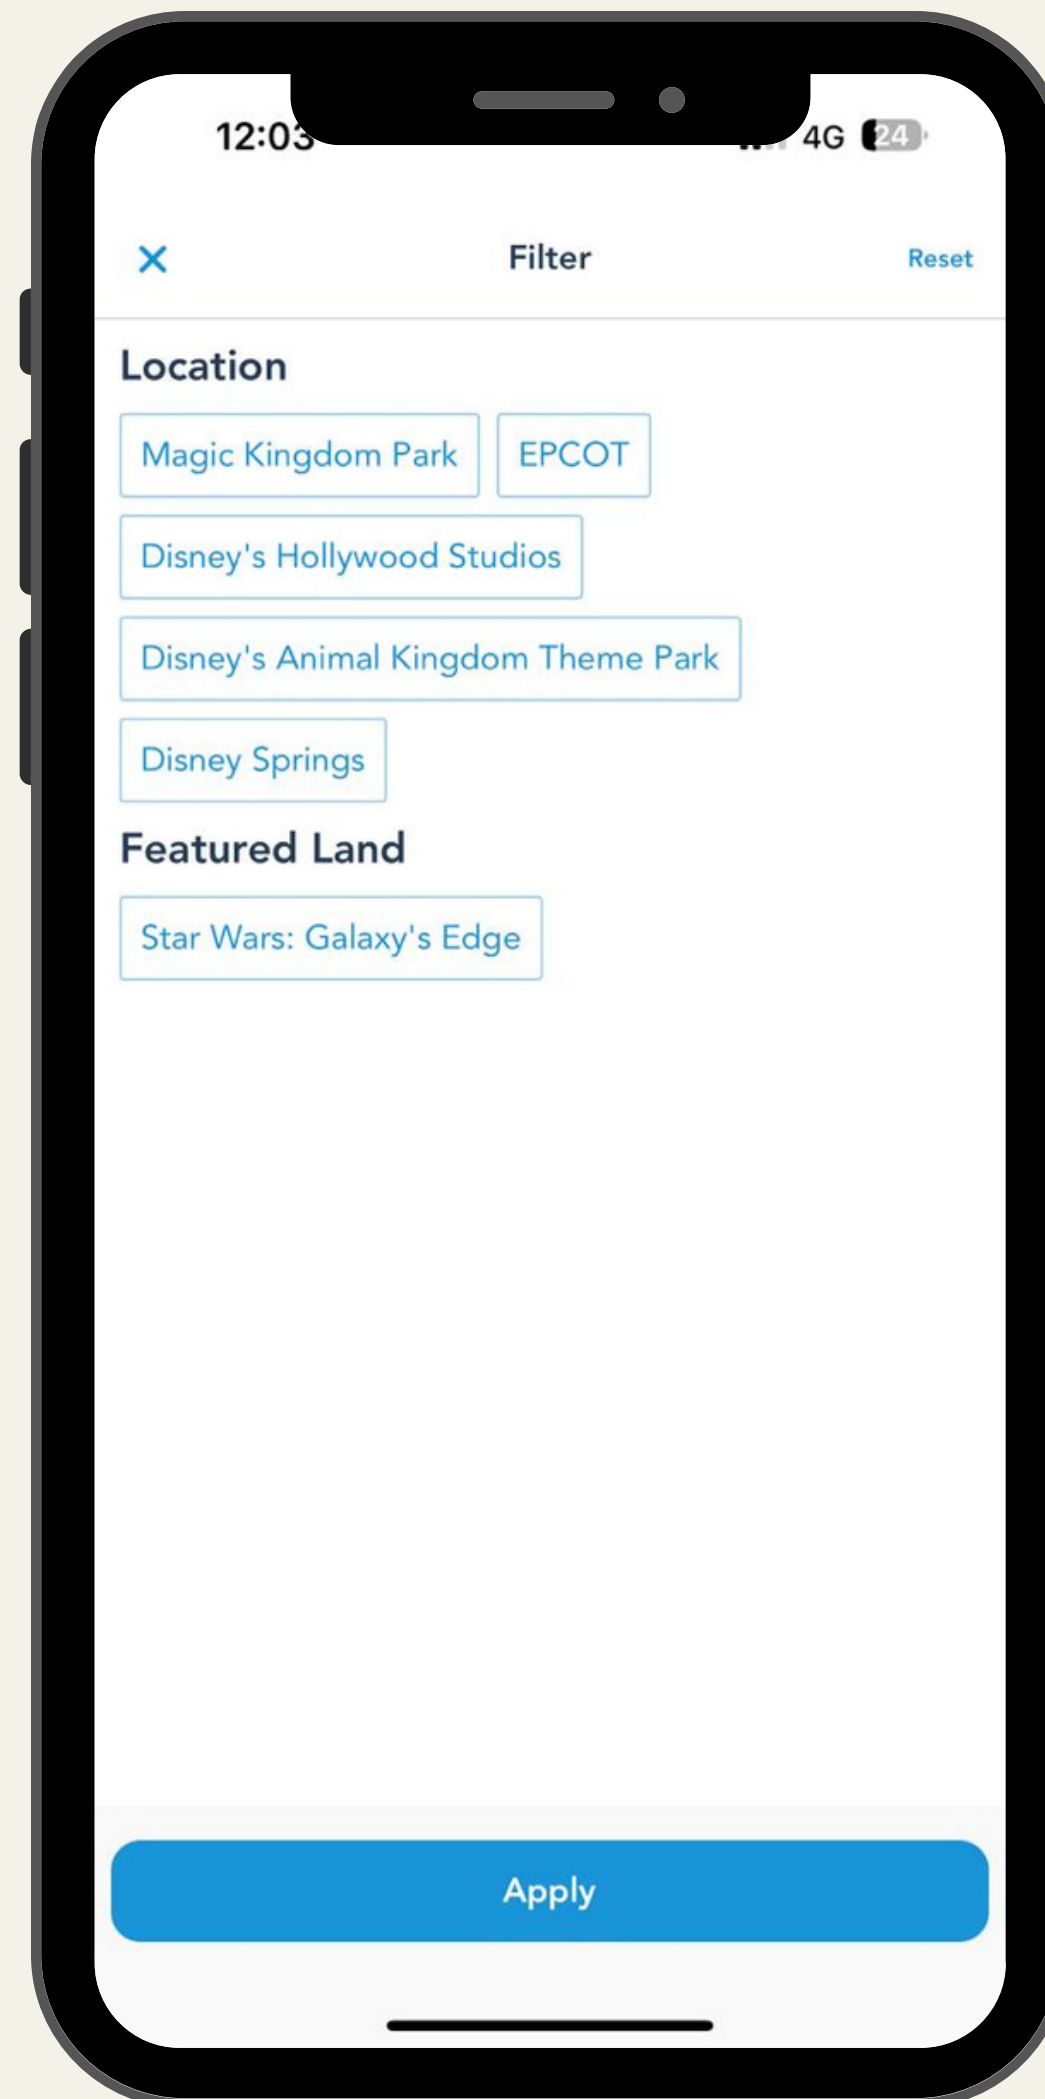 12:03 4G 24
Filter Reset
Location
Magic Kingdom Park EPCOT
Disney's Hollywood Studios
Disney's Animal Kingdom Theme Park
Disney Springs
Featured Land
Star Wars: Galaxy's Edge
Apply